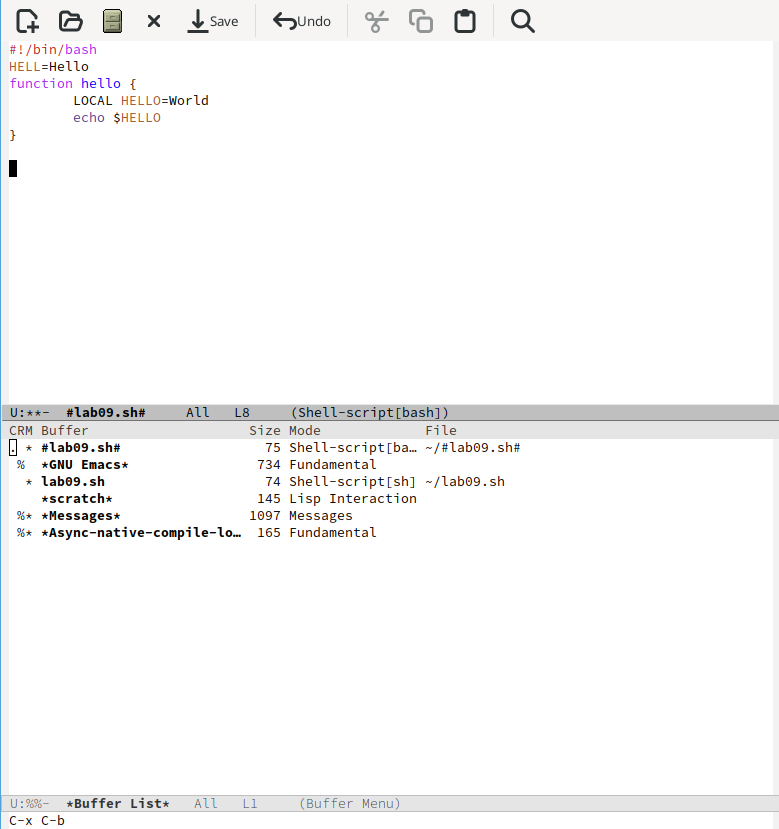 Save Undo
#!/bin/bash
HELL=Hello
function hello {
        LOCAL HELLO=World
        echo $HELLO
}
U:**-  #lab09.sh#     All   L8     (Shell-script[bash])
CRM Buffer                    Size Mode             File
. * #lab09.sh#                  75 Shell-script[ba… ~/#lab09.sh#
 %  *GNU Emacs*                734 Fundamental
  * lab09.sh                    74 Shell-script[sh] ~/lab09.sh
    *scratch*                  145 Lisp Interaction
 %* *Messages*                1097 Messages
 %* *Async-native-compile-lo…  165 Fundamental
U:%%-  *Buffer List*   All   L1     (Buffer Menu)
C-x C-b